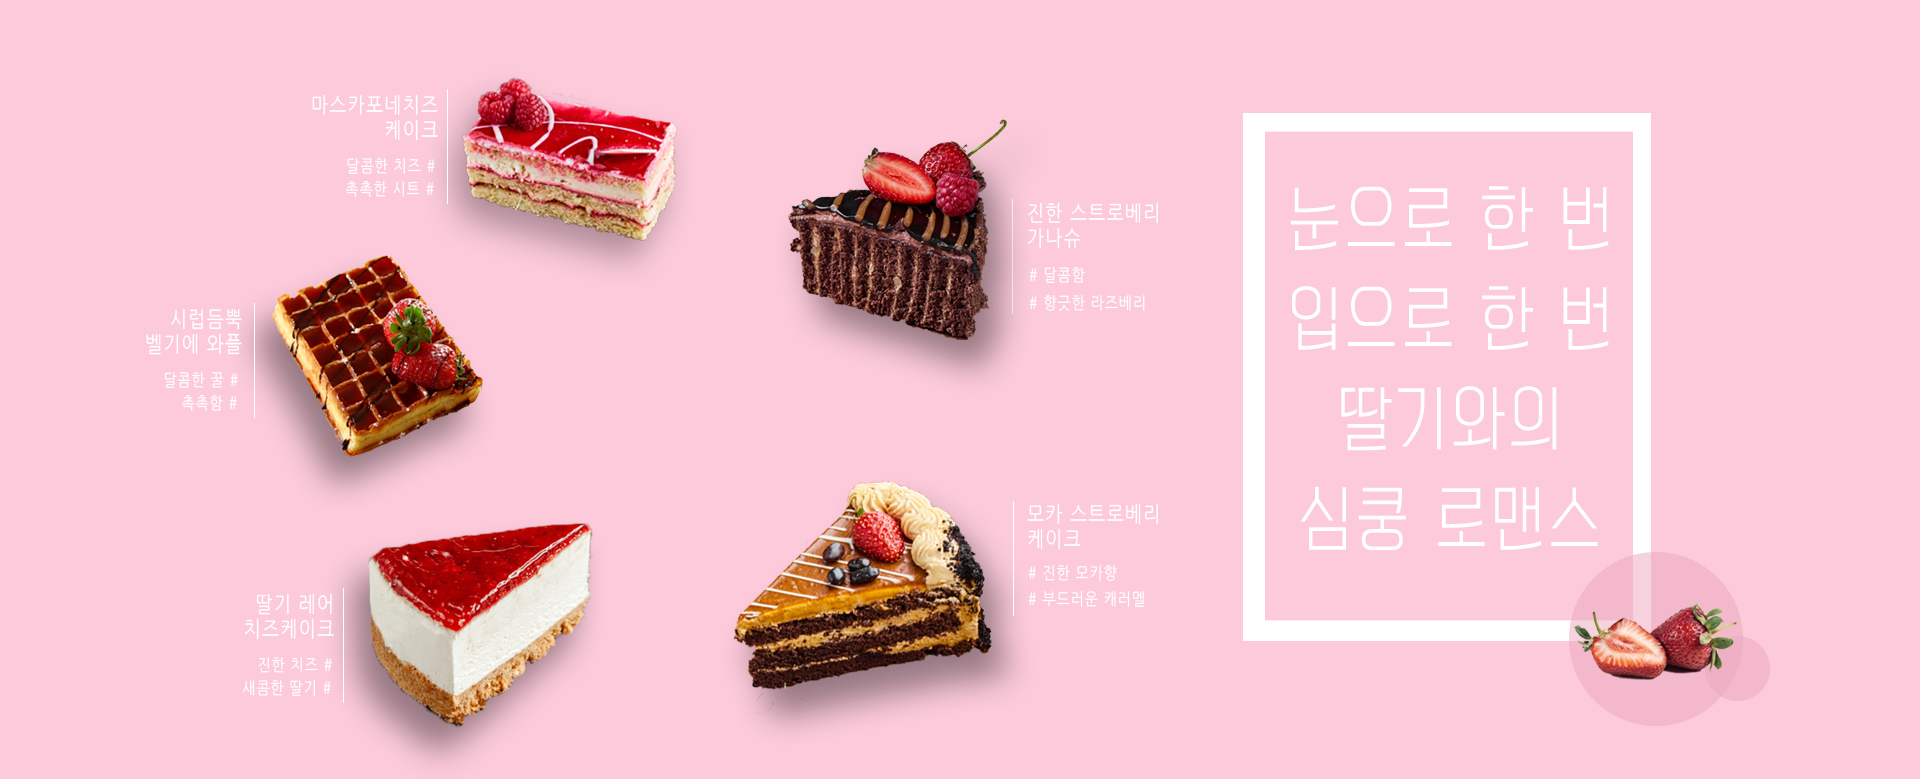 마스카포네치즈
케이크
달콤한 치즈 #
촉촉한 시트 #
진한 스트로베리
가나슈
# 달콤함
# 향긋한 라즈베리
시럽듬뿍
벨기에 와플
달콤한 꿀 #
촉촉함 #
모카 스트로베리
케이크
# 진한 모카향
# 부드러운 캐러멜
딸기 레어
치즈케이크
진한 치즈 #
새콤한 딸기 #
눈으로 한 번
입으로 한 번
딸기와의
심쿵 로맨스